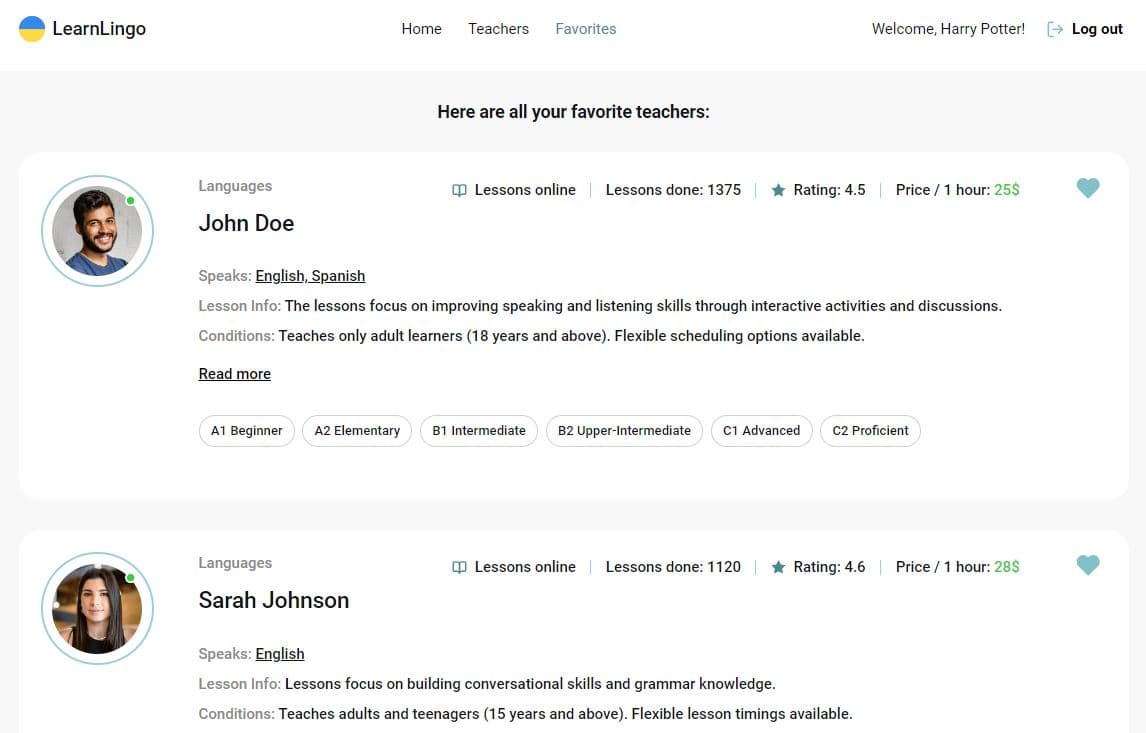 LearnLingo Home Teachers Favorites Welcome, Harry Potter! Log out
Here are all your favorite teachers:
Languages Lessons online Lessons done: 1375 Rating: 4.5 Price / 1 hour: 25$
John Doe
Speaks: English, Spanish
Lesson Info: The lessons focus on improving speaking and listening skills through interactive activities and discussions.
Conditions: Teaches only adult learners (18 years and above). Flexible scheduling options available.
Read more
A1 Beginner A2 Elementary B1 Intermediate B2 Upper-Intermediate C1 Advanced C2 Proficient
Languages Lessons online Lessons done: 1120 Rating: 4.6 Price / 1 hour: 28$
Sarah Johnson
Speaks: English
Lesson Info: Lessons focus on building conversational skills and grammar knowledge.
Conditions: Teaches adults and teenagers (15 years and above). Flexible lesson timings available.